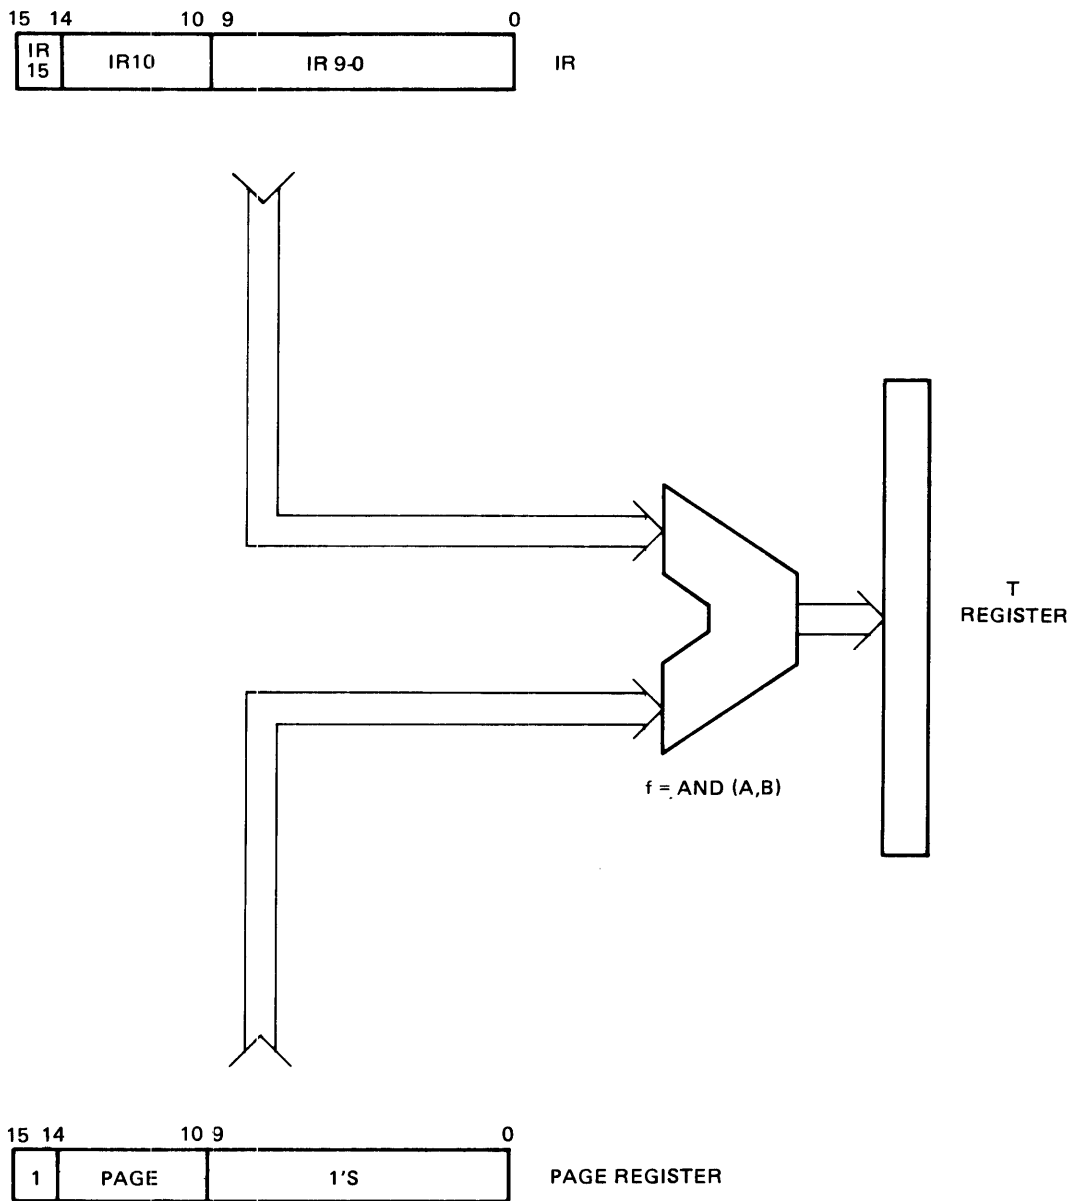 15 14 10 9 0
IR 15 IR10 IR 9-0 IR
T
REGISTER
f = AND (A,B)
15 14 10 9 0
1 PAGE 1'S PAGE REGISTER